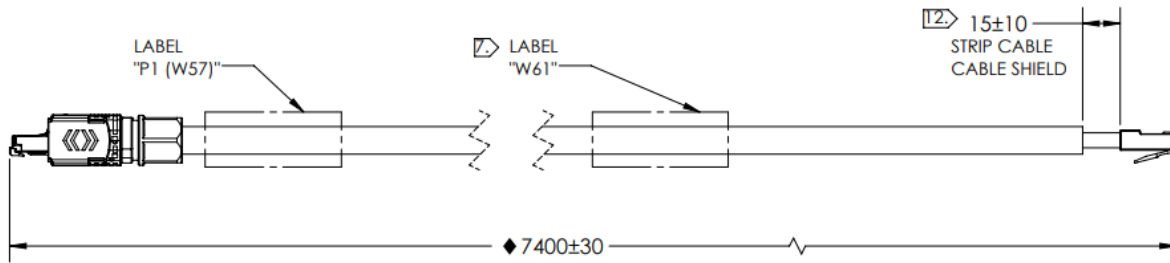 LABEL
"P1 (W57)"
7. LABEL
"W61"
12. 15±10
STRIP CABLE
CABLE SHIELD
♦ 7400±30